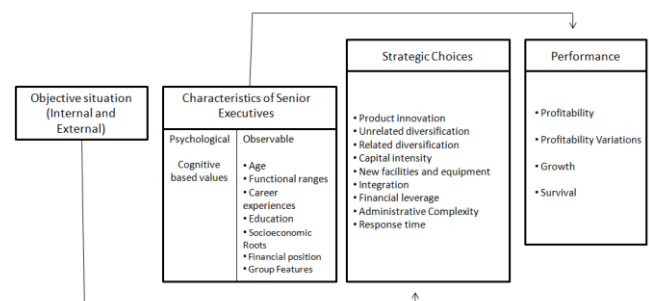 Objective situation
(Internal and
External)
Characteristics of Senior
Executives
Psychological
Cognitive
based values
Observable
• Age
• Functional ranges
• Career
experiences
• Education
• Socioeconomic
Roots
• Financial position
• Group Features
Strategic Choices
• Product innovation
• Unrelated diversification
• Related diversification
• Capital intensity
• New facilities and equipment
• Integration
• Financial leverage
• Administrative Complexity
• Response time
Performance
• Profitability
• Profitability Variations
• Growth
• Survival